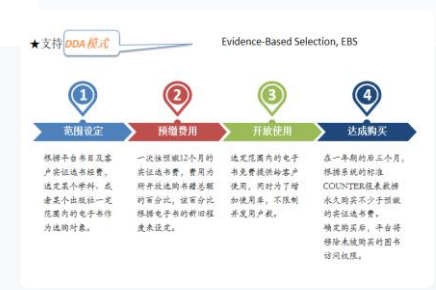 ★支持DDA模式
Evidence-Based Selection, EBS
1
2
3
4
范围设定
预缴费用
开放使用
达成购买
根据平台书目及客
户实证选书经费，
选定某个学科、或
者某个出版社一定
范围内的电子书作
为选购对象。
一次性预缴12个月的
实证选书费，费用为
所开放选购书籍总额
的百分比，该百分比
根据电子书的新旧程
度来设定。
选定范围内的电子
书免费提供给客户
使用，同时为了增
加使用率，不限制
并发用户数。
在一年期的后三个月，
根据系统的标准
COUNTER报表数据
永久购买不少于预缴
的实证选书费。
确定购买后，平台将
移除未被购买的图书
访问权限。